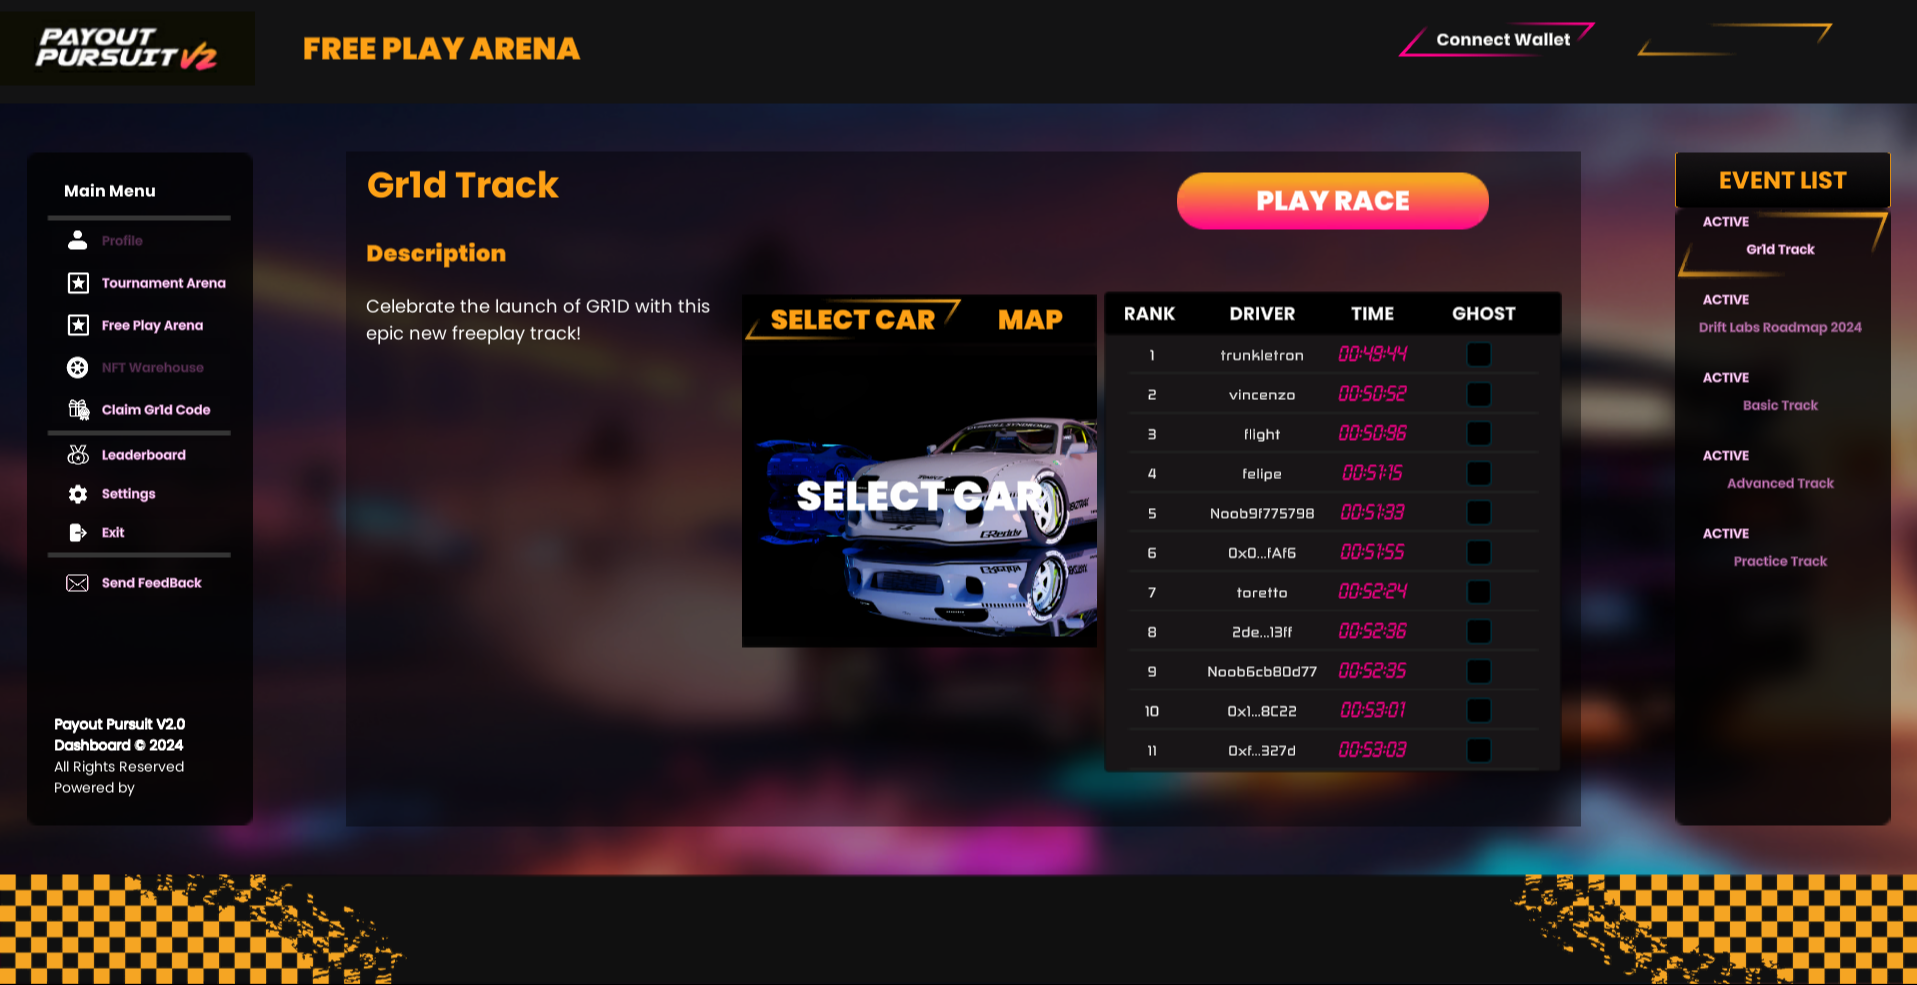 PAYOUT
PURSUIT V2
FREE PLAY ARENA
Connect Wallet
Main Menu
Profile
Tournament Arena
Free Play Arena
NFT Warehouse
Claim Gr1d Code
Leaderboard
Settings
Exit
Send FeedBack
Payout Pursuit V2.0
Dashboard © 2024
All Rights Reserved
Powered by
Gr1d Track
PLAY RACE
Description
Celebrate the launch of GR1D with this
epic new freeplay track!
SELECT CAR MAP
SELECT CAR
GReddy
RANK DRIVER TIME GHOST
1 trunkletron 00:49:44
2 vincenzo 00:50:52
3 flight 00:50:96
4 felipe 00:51:15
5 Noob9f775798 00:51:33
6 0x0...fAf6 00:51:55
7 toretto 00:52:24
8 2de...13ff 00:52:36
9 Noob6cb80d77 00:52:35
10 0x1...8C22 00:53:01
11 0xf...327d 00:53:03
EVENT LIST
ACTIVE
Gr1d Track
ACTIVE
Drift Labs Roadmap 2024
ACTIVE
Basic Track
ACTIVE
Advanced Track
ACTIVE
Practice Track